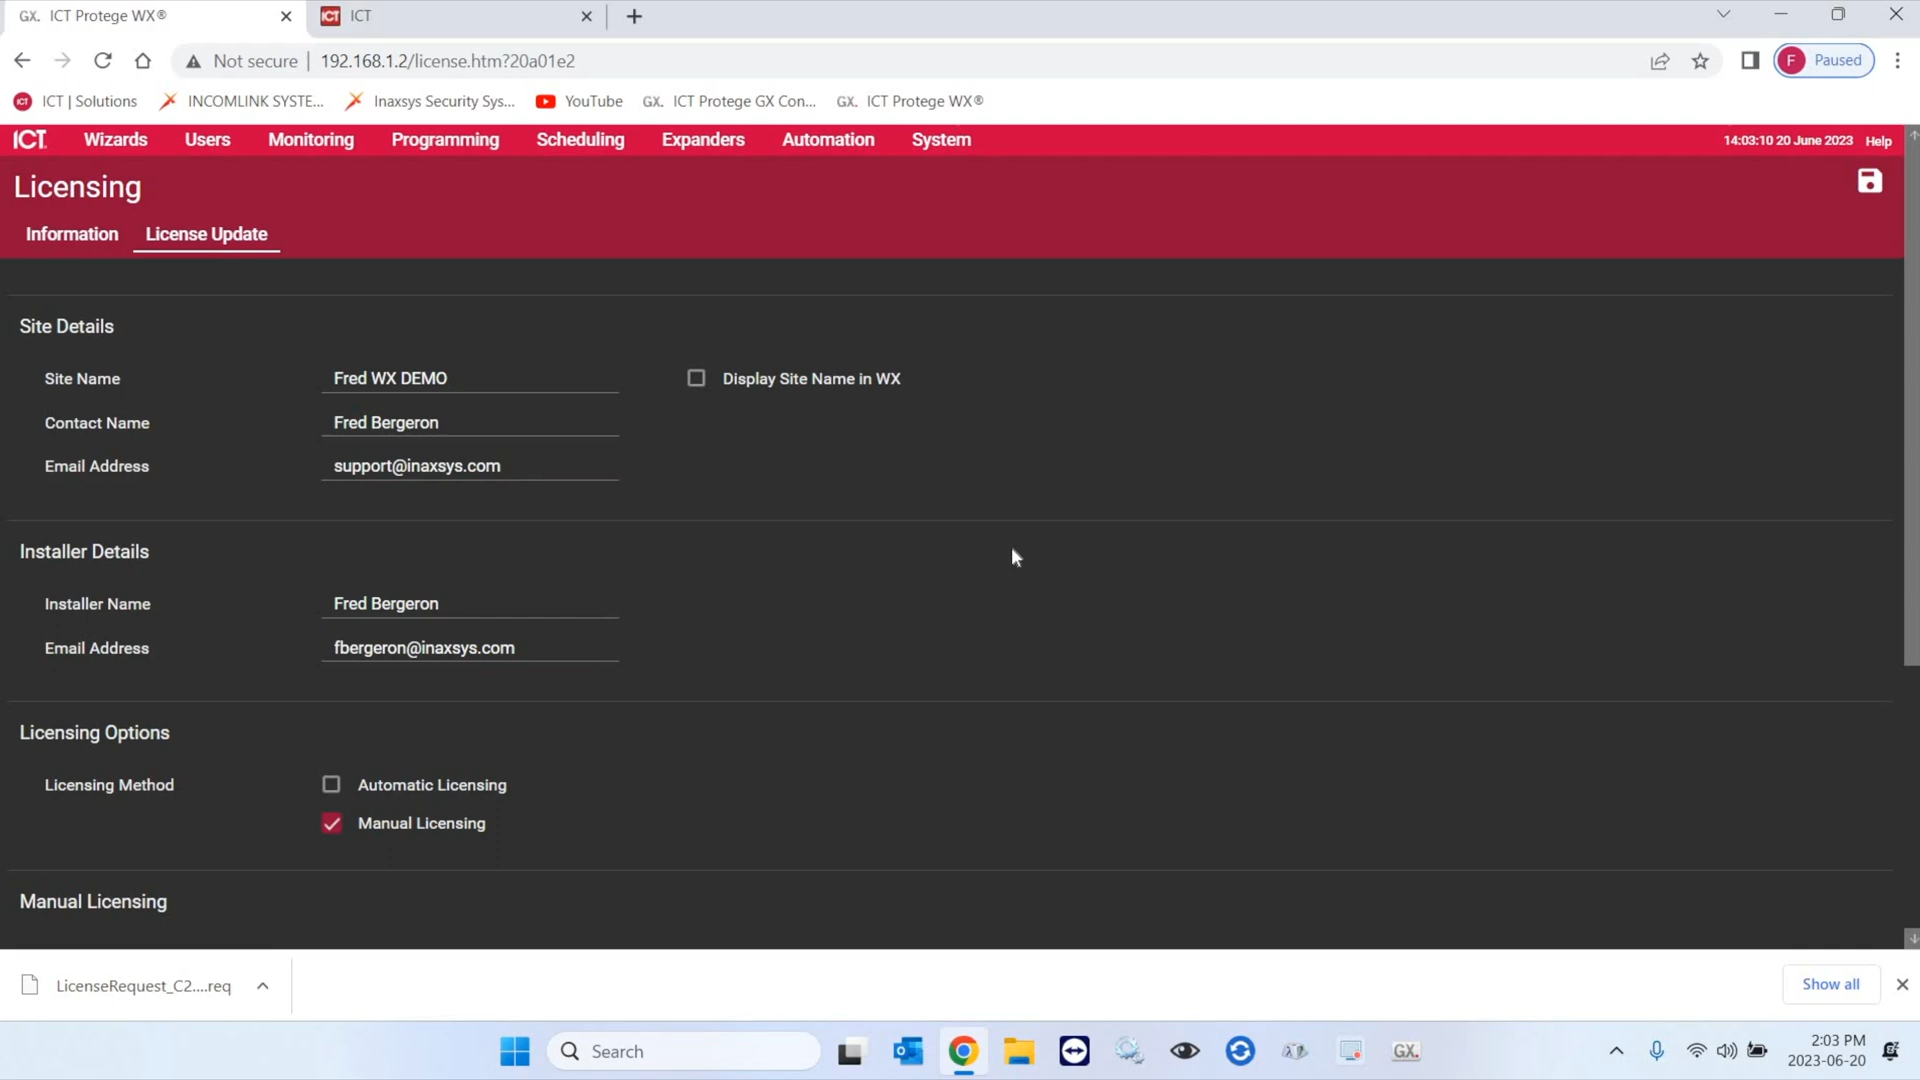 GX. ICT Protege WX®
ICT ICT
Not secure 192.168.1.2/license.htm?20a01e2
F Paused
ICT ICT | Solutions INCOMLINK SYSTE... Inaxsys Security Sys... YouTube GX. ICT Protege GX Con... GX. ICT Protege WX®
ICT. Wizards Users Monitoring Programming Scheduling Expanders Automation System 14:03:10 20 June 2023 Help
Licensing
Information License Update
Site Details
Site Name Fred WX DEMO Display Site Name in WX
Contact Name Fred Bergeron
Email Address support@inaxsys.com
Installer Details
Installer Name Fred Bergeron
Email Address fbergeron@inaxsys.com
Licensing Options
Licensing Method Automatic Licensing
Manual Licensing
Manual Licensing
LicenseRequest_C2....req Show all
Search GX. 2:03 PM
2023-06-20